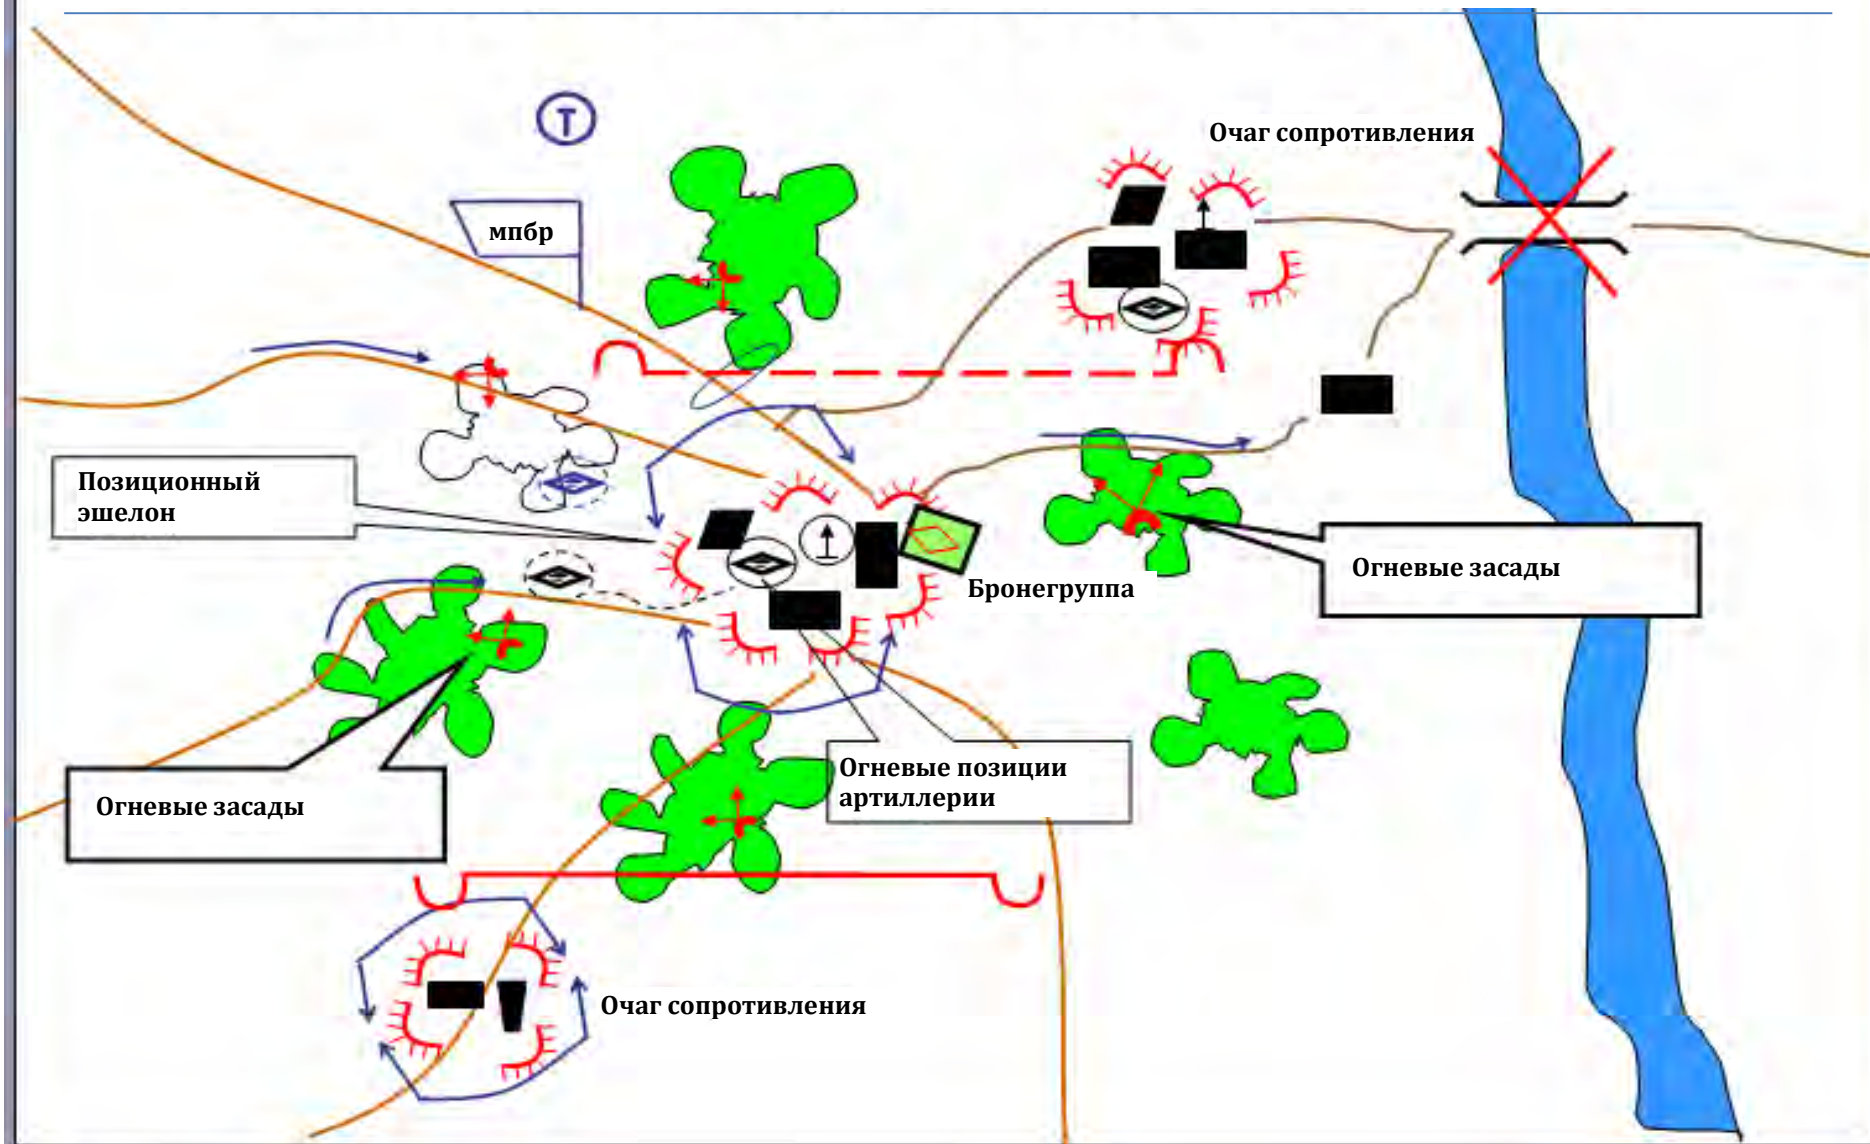 Т
Очаг сопротивления
мпбр
Позиционный
эшелон
Огневые засады
Бронегруппа
Огневые позиции
артиллерии
Огневые засады
Очаг сопротивления